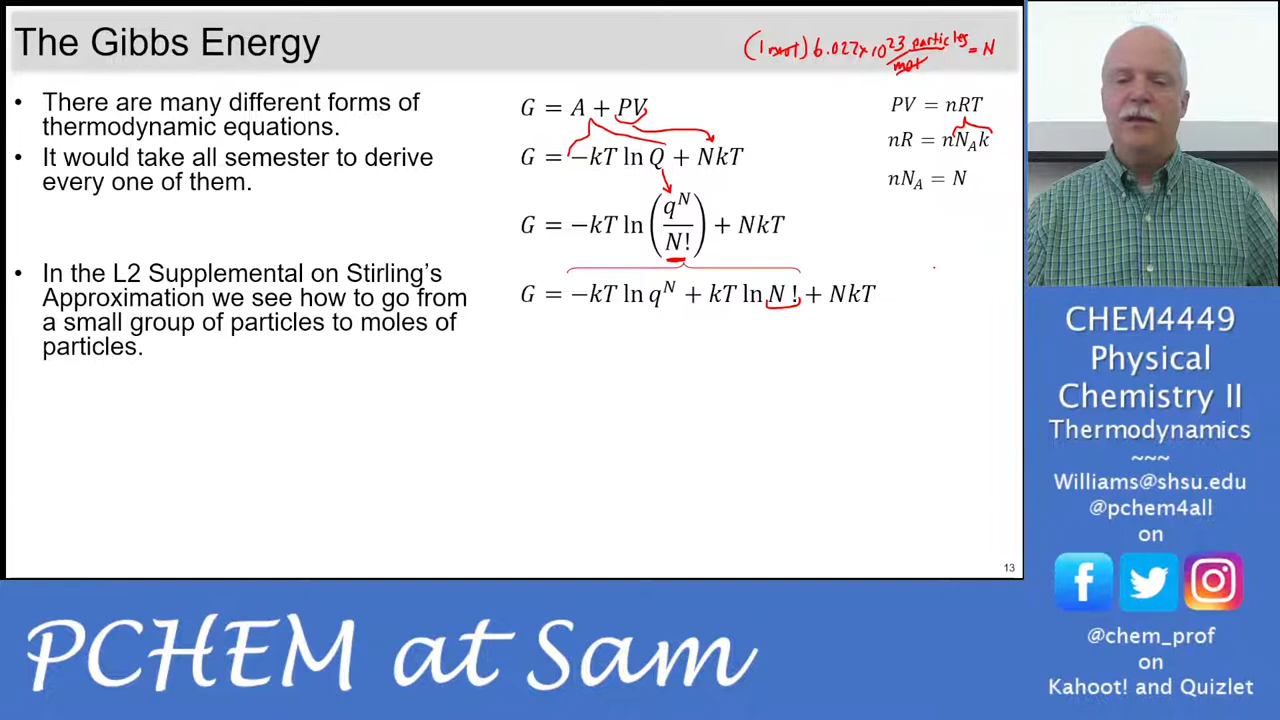 The Gibbs Energy
(1 mol) 6.022×10^23 particles/mol = N
• There are many different forms of
thermodynamic equations.
• It would take all semester to derive
every one of them.
• In the L2 Supplemental on Stirling's
Approximation we see how to go from
a small group of particles to moles of
particles.
G = A + PV
G = −kT ln Q + NkT
G = −kT ln (q^N / N!) + NkT
G = −kT ln q^N + kT ln N ! + NkT
PV = nRT
nR = nN_A k
nN_A = N
13
CHEM4449
Physical
Chemistry II
Thermodynamics
~~~
Williams@shsu.edu
@pchem4all
on
f
@chem_prof
on
Kahoot! and Quizlet
PCHEM at Sam